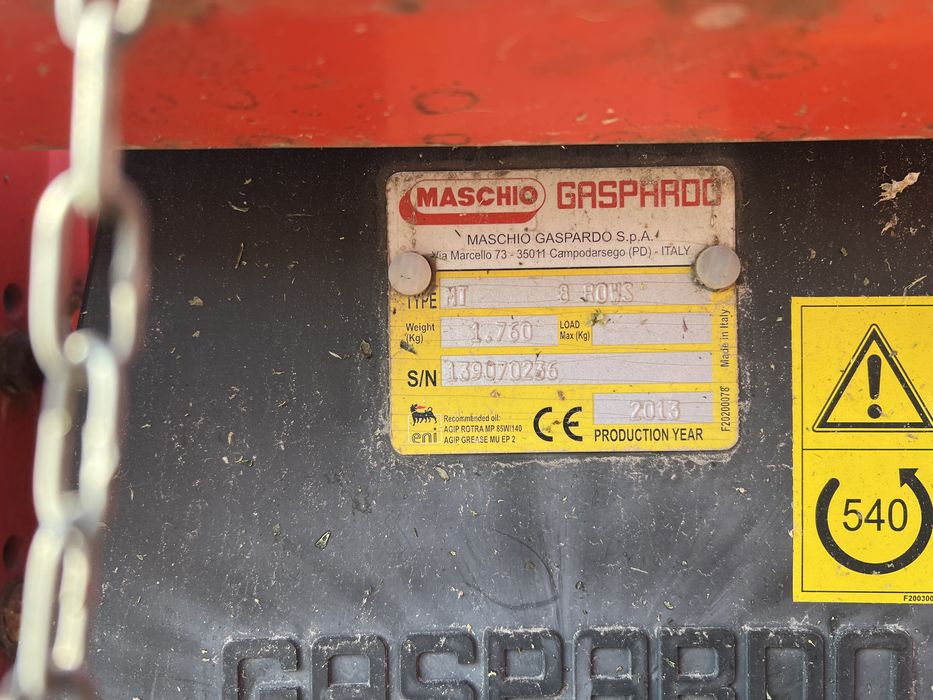 MASCHIO GASPARDO
MASCHIO GASPARDO S.p.A.
Via Marcello 73 - 35011 Campodarsego (PD) - ITALY
TYPE MT 8 ROWS
Weight (Kg) 1.760 LOAD Max (Kg)
S/N 139070236
2013
PRODUCTION YEAR
eni
Recommended oil:
AGIP ROTRA MP 85W/140
AGIP GREASE MU EP 2
CE
Made in Italy
F20200078
!
540
F200300
GASPARDO